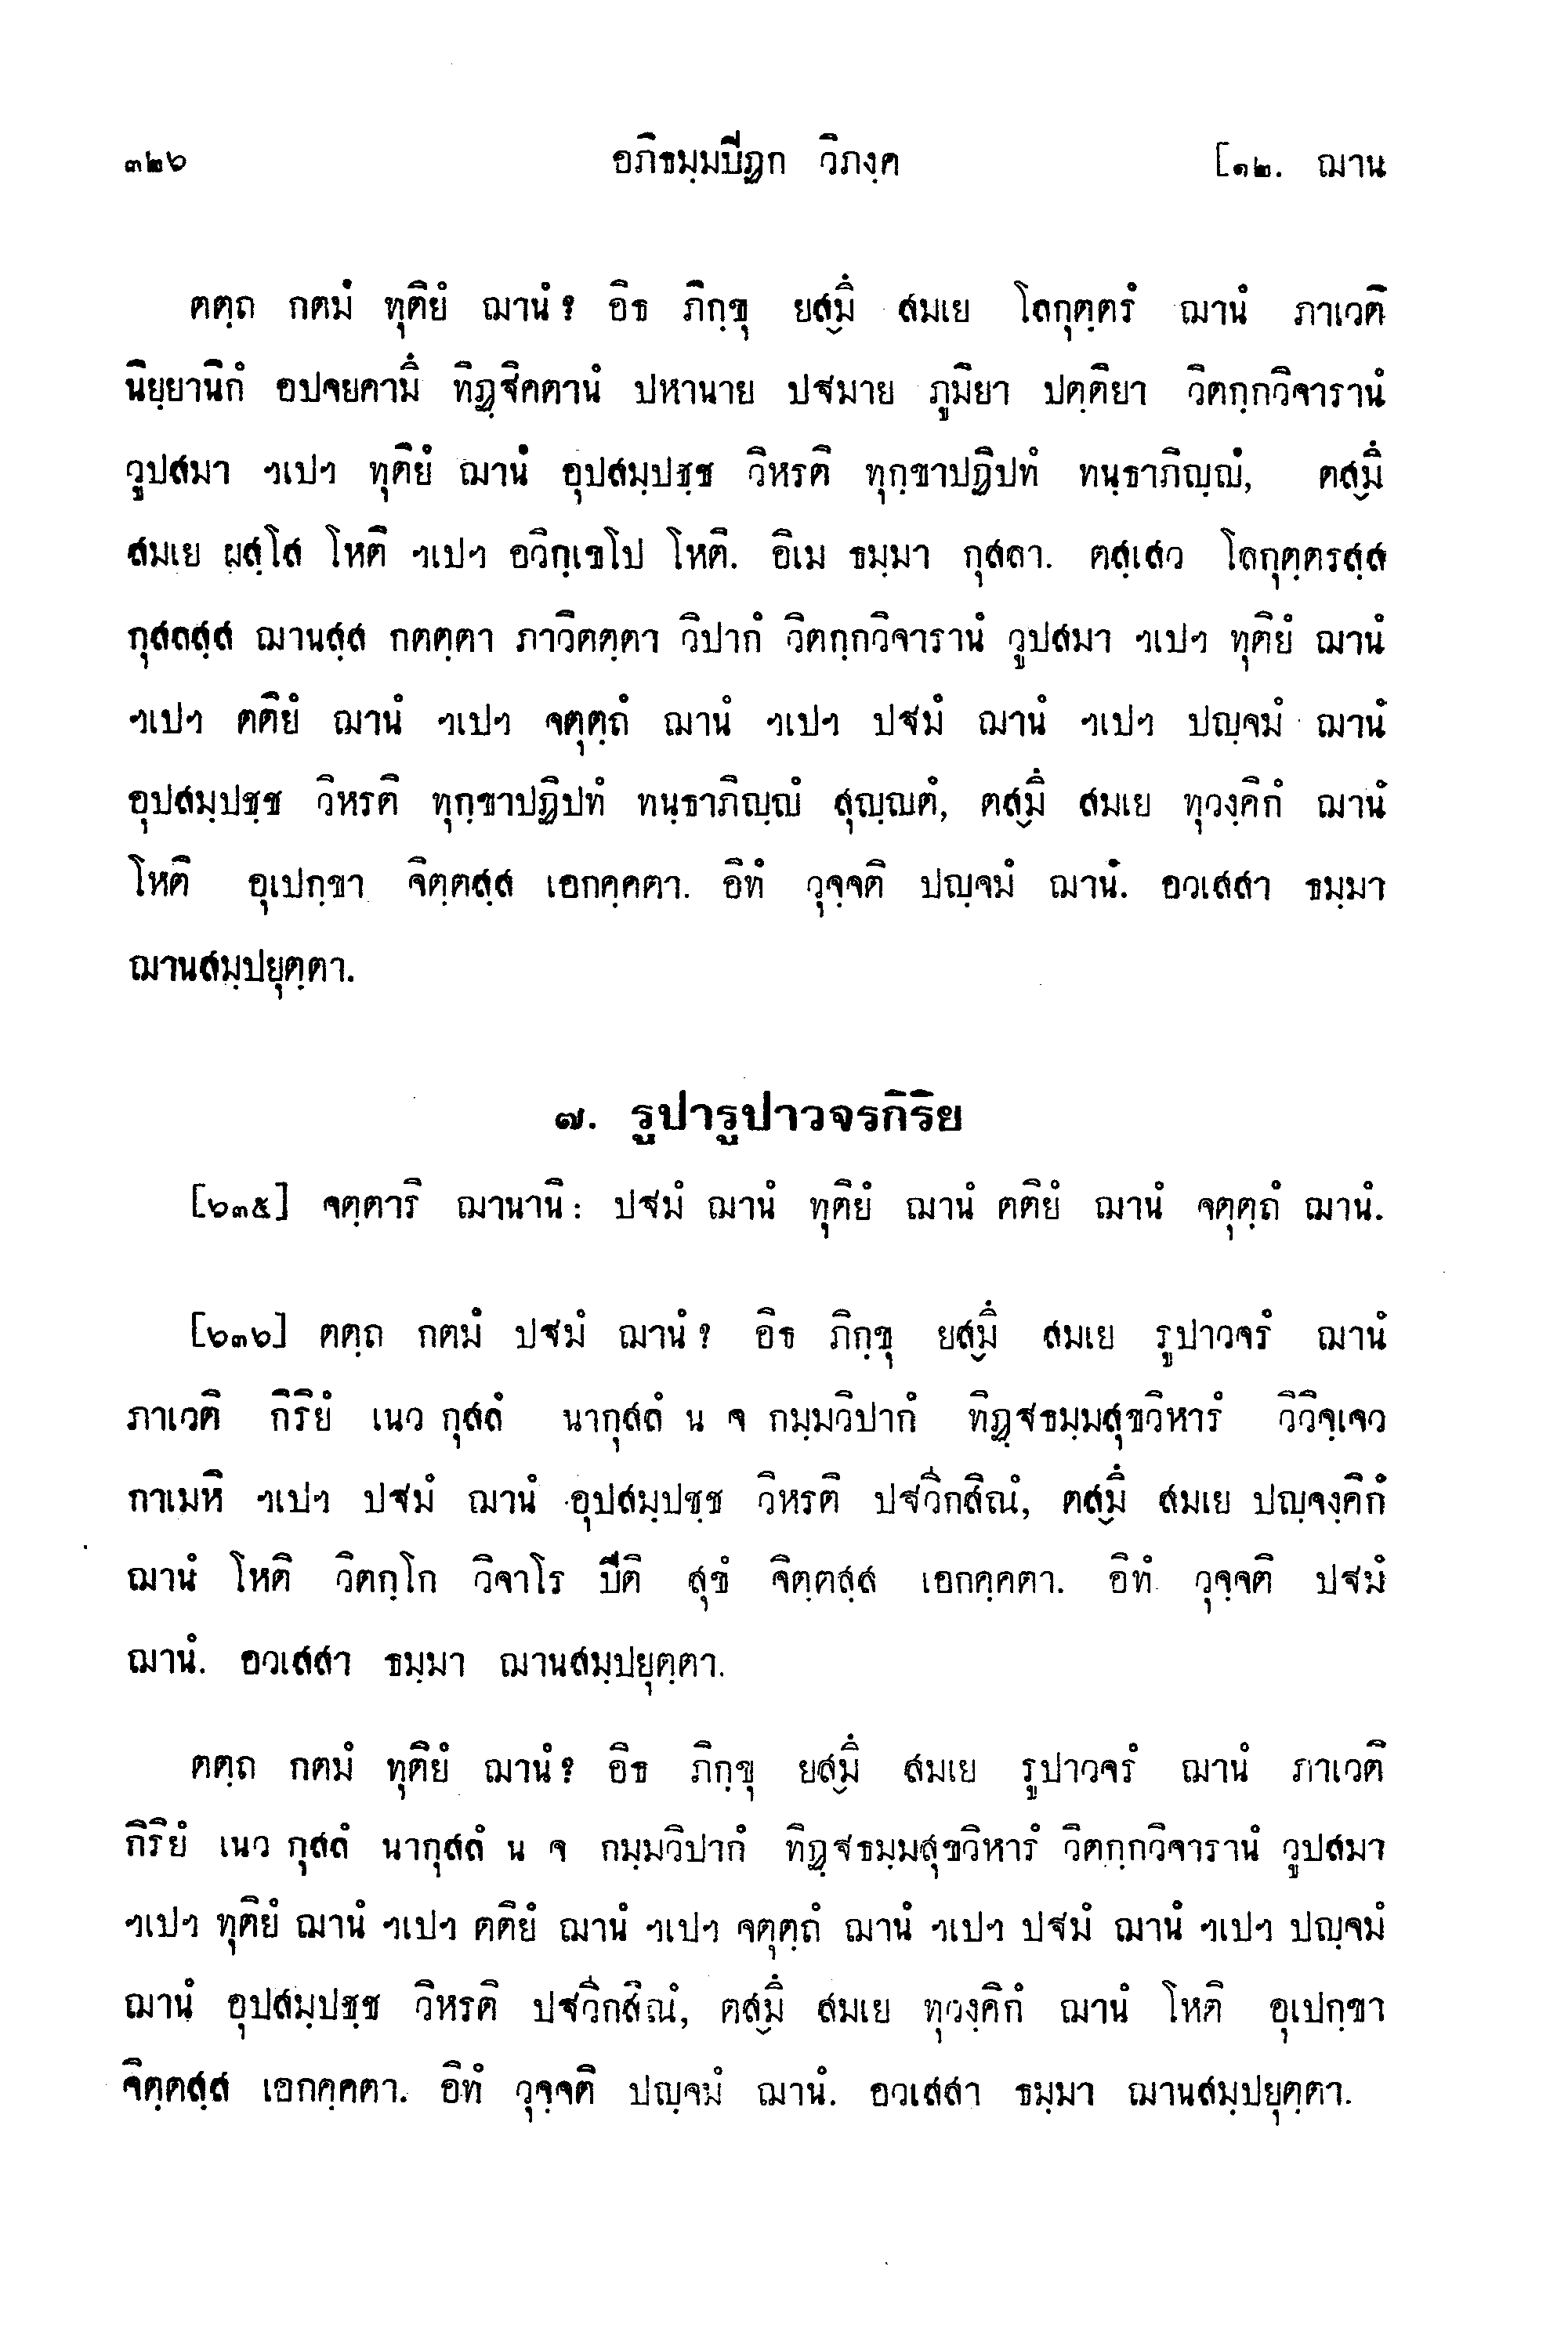 ๓๒๖ อภิธมฺมปิฏก วิภงฺค [๑๒. ฌาน
ตตฺถ กตมํ ทุติยํ ฌานํ? อิธ ภิกฺขุ ยสฺมึ สมเย โลกุตฺตรํ ฌานํ ภาเวติ
นิยฺยานิกํ อปจยคามึ ทิฏฺฐิคตานํ ปหานาย ปฐมาย ภูมิยา ปตฺติยา วิตกฺกวิจารานํ
วูปสมา ฯเปฯ ทุติยํ ฌานํ อุปสมฺปชฺช วิหรติ ทุกฺขาปฏิปทํ ทนฺธาภิญฺญํ, ตสฺมึ
สมเย ผสฺโส โหติ ฯเปฯ อวิกฺเขโป โหติ. อิเม ธมฺมา กุสลา. ตสฺเสว โลกุตฺตรสฺส
กุสลสฺส ฌานสฺส กตตฺตา ภาวิตตฺตา วิปากํ วิตกฺกวิจารานํ วูปสมา ฯเปฯ ทุติยํ ฌานํ
ฯเปฯ ตติยํ ฌานํ ฯเปฯ จตุตฺถํ ฌานํ ฯเปฯ ปฐมํ ฌานํ ฯเปฯ ปญฺจมํ ฌานํ
อุปสมฺปชฺช วิหรติ ทุกฺขาปฏิปทํ ทนฺธาภิญฺญํ สุญฺญตํ, ตสฺมึ สมเย ทุวงฺคิกํ ฌานํ
โหติ อุเปกฺขา จิตฺตสฺส เอกคฺคตา. อิทํ วุจฺจติ ปญฺจมํ ฌานํ. อวเสสา ธมฺมา
ฌานสมฺปยุตฺตา.
๗. รูปารูปาวจรกิริย
[๖๓๕] จตฺตาริ ฌานานิ: ปฐมํ ฌานํ ทุติยํ ฌานํ ตติยํ ฌานํ จตุตฺถํ ฌานํ.
[๖๓๖] ตตฺถ กตมํ ปฐมํ ฌานํ? อิธ ภิกฺขุ ยสฺมึ สมเย รูปาวจรํ ฌานํ
ภาเวติ กิริยํ เนว กุสลํ นากุสลํ น จ กมฺมวิปากํ ทิฏฺฐธมฺมสุขวิหารํ วิวิจฺเจว
กาเมหิ ฯเปฯ ปฐมํ ฌานํ อุปสมฺปชฺช วิหรติ ปฐวีกสิณํ, ตสฺมึ สมเย ปญฺจงฺคิกํ
ฌานํ โหติ วิตกฺโก วิจาโร ปีติ สุขํ จิตฺตสฺส เอกคฺคตา. อิทํ วุจฺจติ ปฐมํ
ฌานํ. อวเสสา ธมฺมา ฌานสมฺปยุตฺตา.
ตตฺถ กตมํ ทุติยํ ฌานํ? อิธ ภิกฺขุ ยสฺมึ สมเย รูปาวจรํ ฌานํ ภาเวติ
กิริยํ เนว กุสลํ นากุสลํ น จ กมฺมวิปากํ ทิฏฺฐธมฺมสุขวิหารํ วิตกฺกวิจารานํ วูปสมา
ฯเปฯ ทุติยํ ฌานํ ฯเปฯ ตติยํ ฌานํ ฯเปฯ จตุตฺถํ ฌานํ ฯเปฯ ปฐมํ ฌานํ ฯเปฯ ปญฺจมํ
ฌานํ อุปสมฺปชฺช วิหรติ ปฐวีกสิณํ, ตสฺมึ สมเย ทุวงฺคิกํ ฌานํ โหติ อุเปกฺขา
จิตฺตสฺส เอกคฺคตา. อิทํ วุจฺจติ ปญฺจมํ ฌานํ. อวเสสา ธมฺมา ฌานสมฺปยุตฺตา.